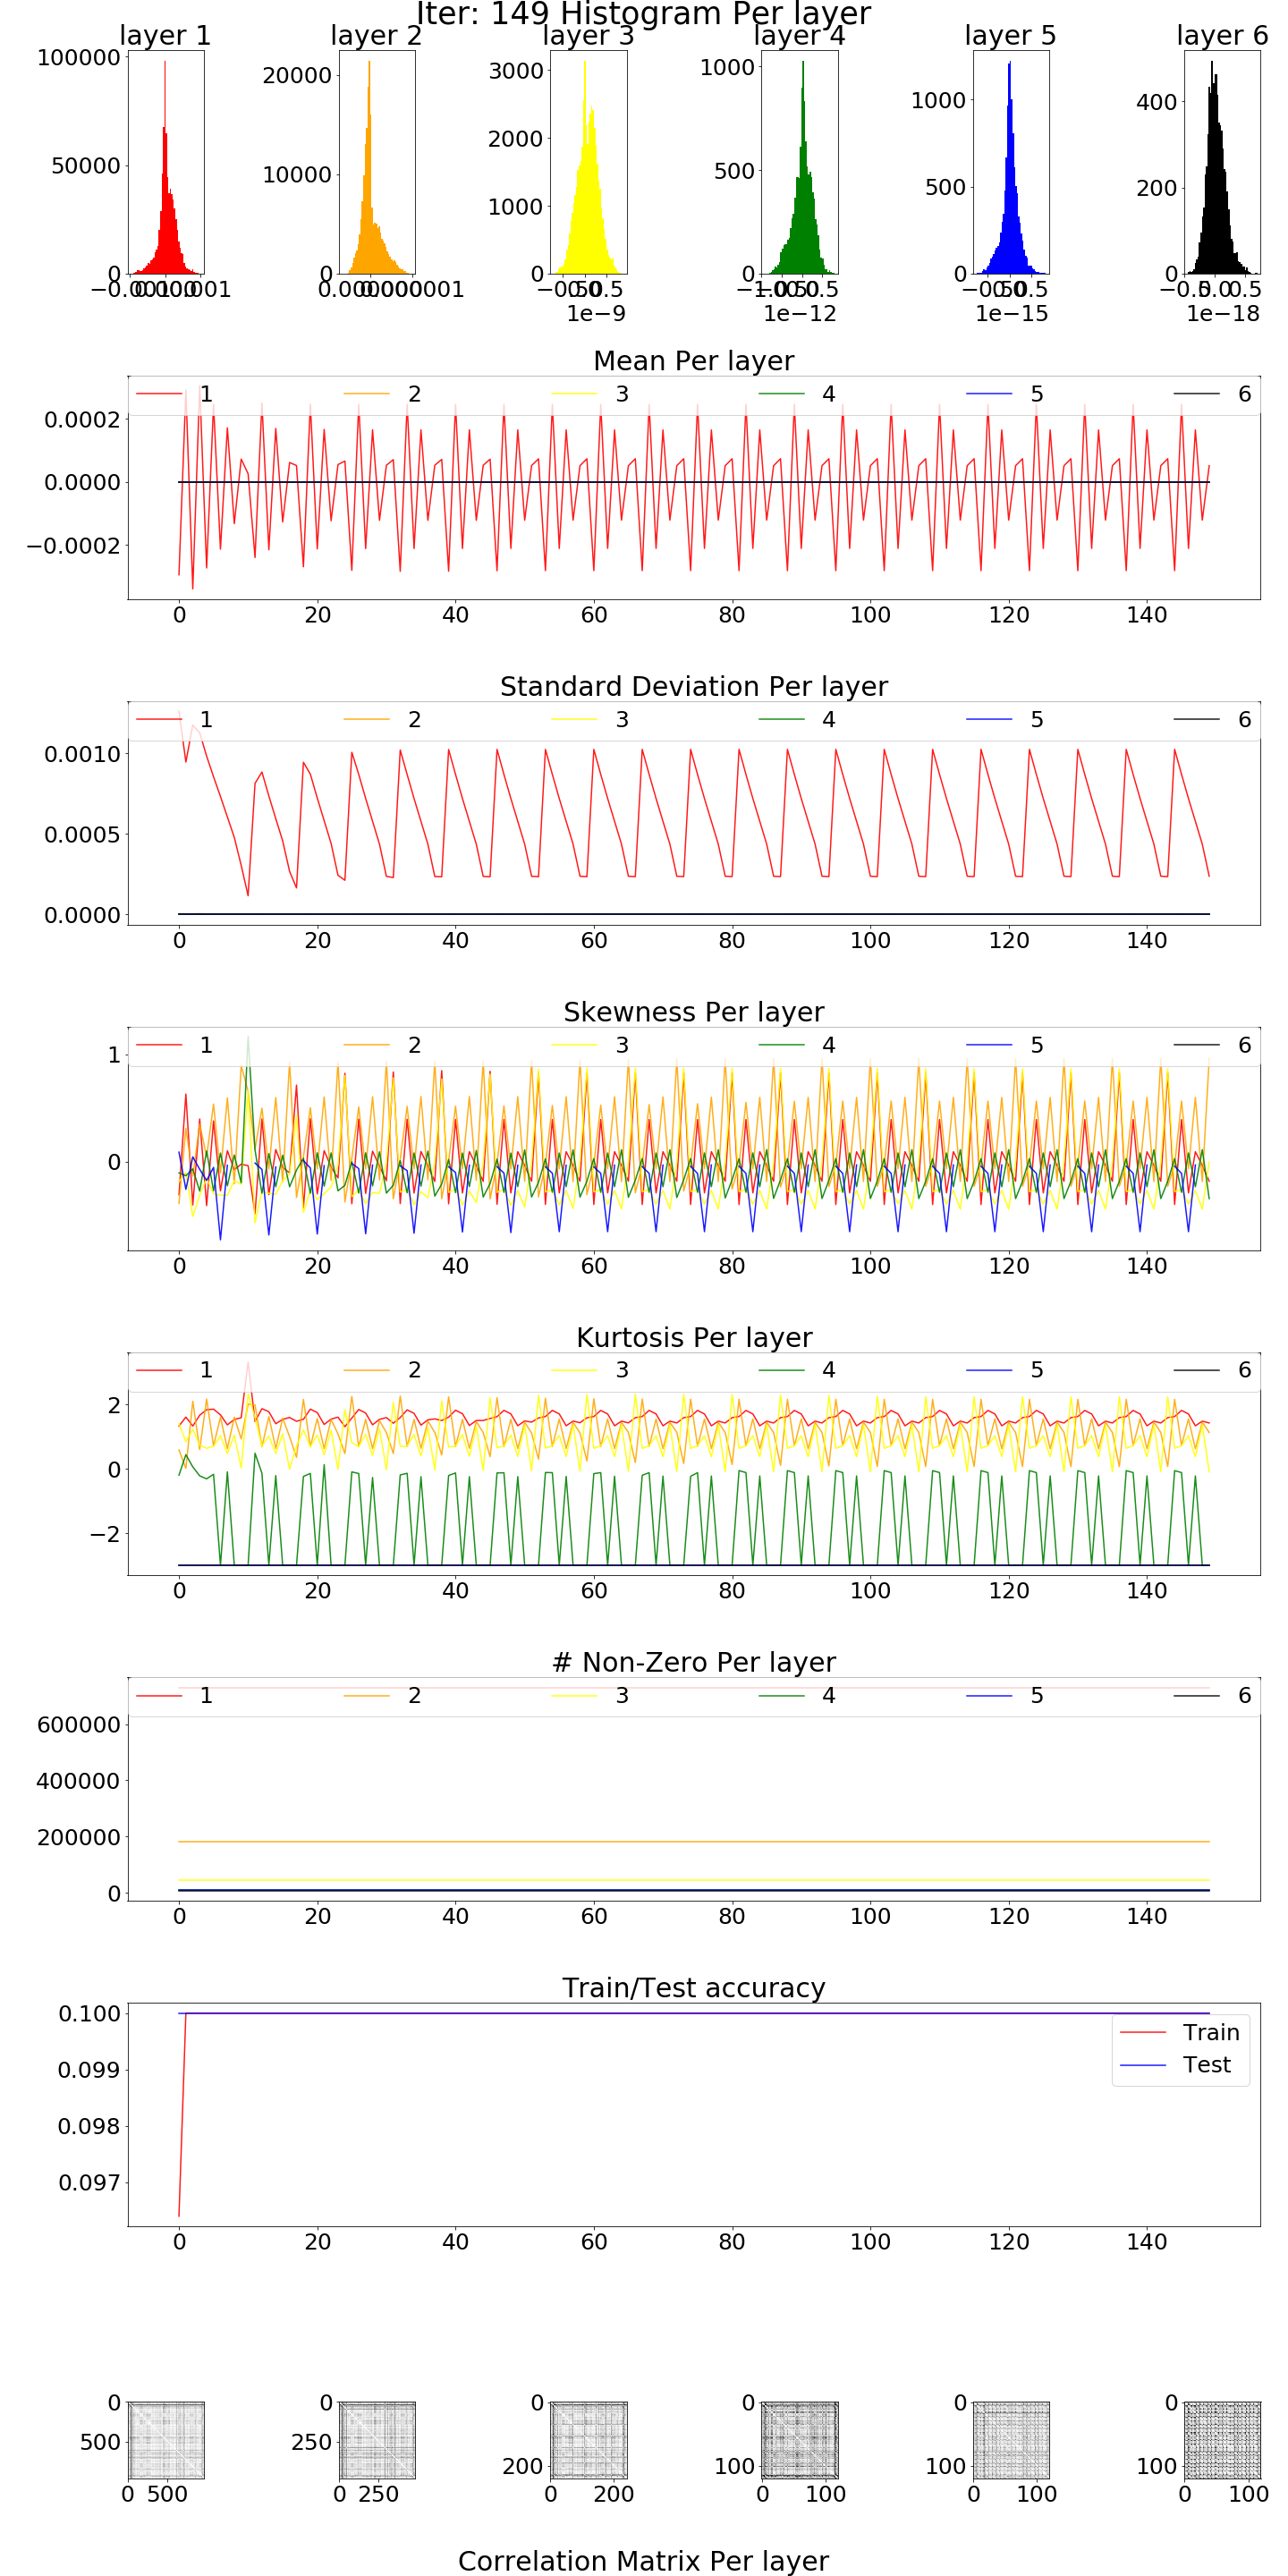 Iter: 149 Histogram Per layer
layer 1 layer 2 layer 3 layer 4 layer 5 layer 6
100000
50000
0
20000
10000
0
3000
2000
1000
0
1000
500
0
1000
500
0
400
200
0
1e−9 1e−12 1e−15 1e−18
Mean Per layer
1 2 3 4 5 6
0.0002
0.0000
−0.0002
0 20 40 60 80 100 120 140
Standard Deviation Per layer
1 2 3 4 5 6
0.0010
0.0005
0.0000
0 20 40 60 80 100 120 140
Skewness Per layer
1 2 3 4 5 6
1
0
0 20 40 60 80 100 120 140
Kurtosis Per layer
1 2 3 4 5 6
2
0
−2
0 20 40 60 80 100 120 140
# Non-Zero Per layer
1 2 3 4 5 6
600000
400000
200000
0
0 20 40 60 80 100 120 140
Train/Test accuracy
0.100
0.099
0.098
0.097
Train
Test
0 20 40 60 80 100 120 140
0
500
0 500
0
250
0 250
0
200
0 200
0
100
0 100
0
100
0 100
0
100
0 100
Correlation Matrix Per layer